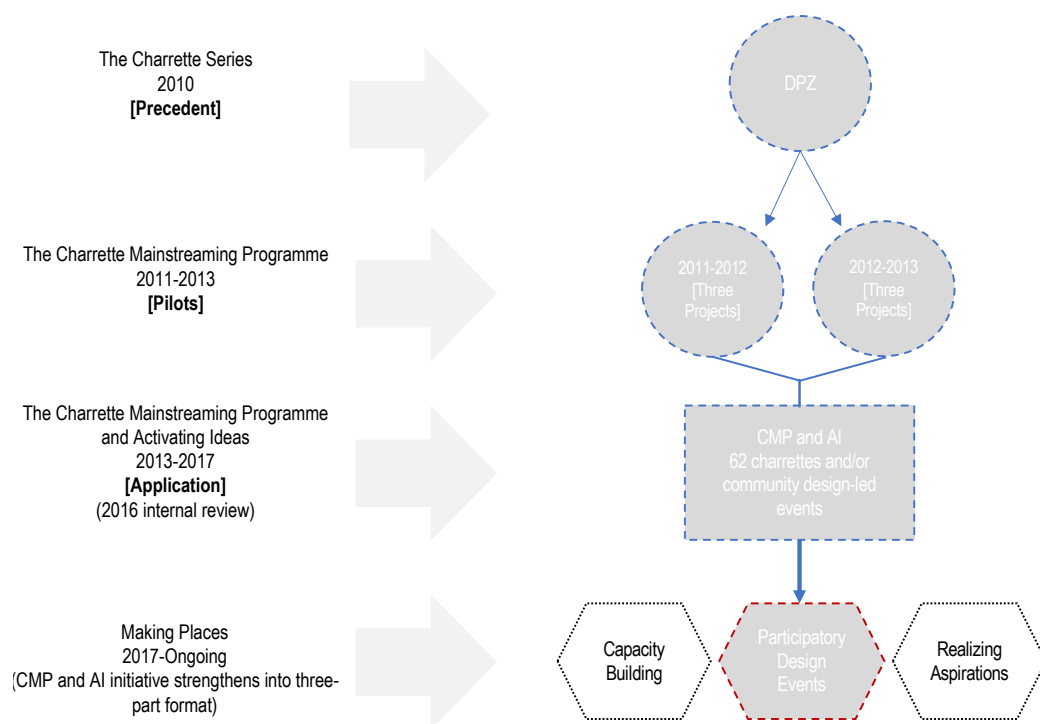 The Charrette Series
2010
[Precedent]
DPZ
The Charrette Mainstreaming Programme
2011-2013
[Pilots]
2011-2012
[Three
Projects]
2012-2013
[Three
Projects]
The Charrette Mainstreaming Programme
and Activating Ideas
2013-2017
[Application]
(2016 internal review)
CMP and AI
62 charrettes and/or
community design-led
events
Making Places
2017-Ongoing
(CMP and AI initiative strengthens into three-
part format)
Capacity
Building
Participatory
Design
Events
Realizing
Aspirations